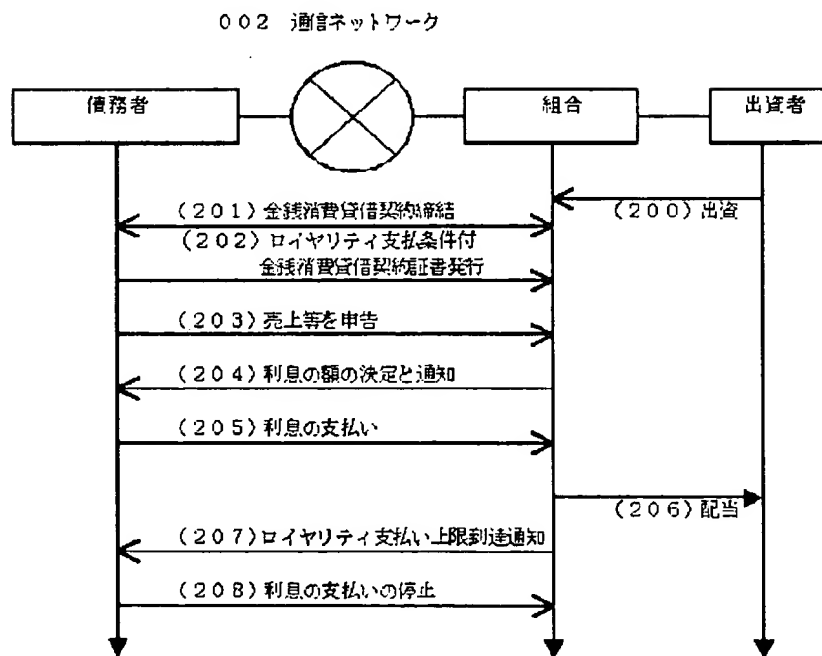 ００２ 通信ネットワーク
債務者
組合
出資者
（２００）出資
（２０１）金銭消費貸借契約締結
（２０２）ロイヤリティ支払条件付
金銭消費貸借契約証書発行
（２０３）売上等を申告
（２０４）利息の額の決定と通知
（２０５）利息の支払い
（２０６）配当
（２０７）ロイヤリティ支払い上限到達通知
（２０８）利息の支払いの停止